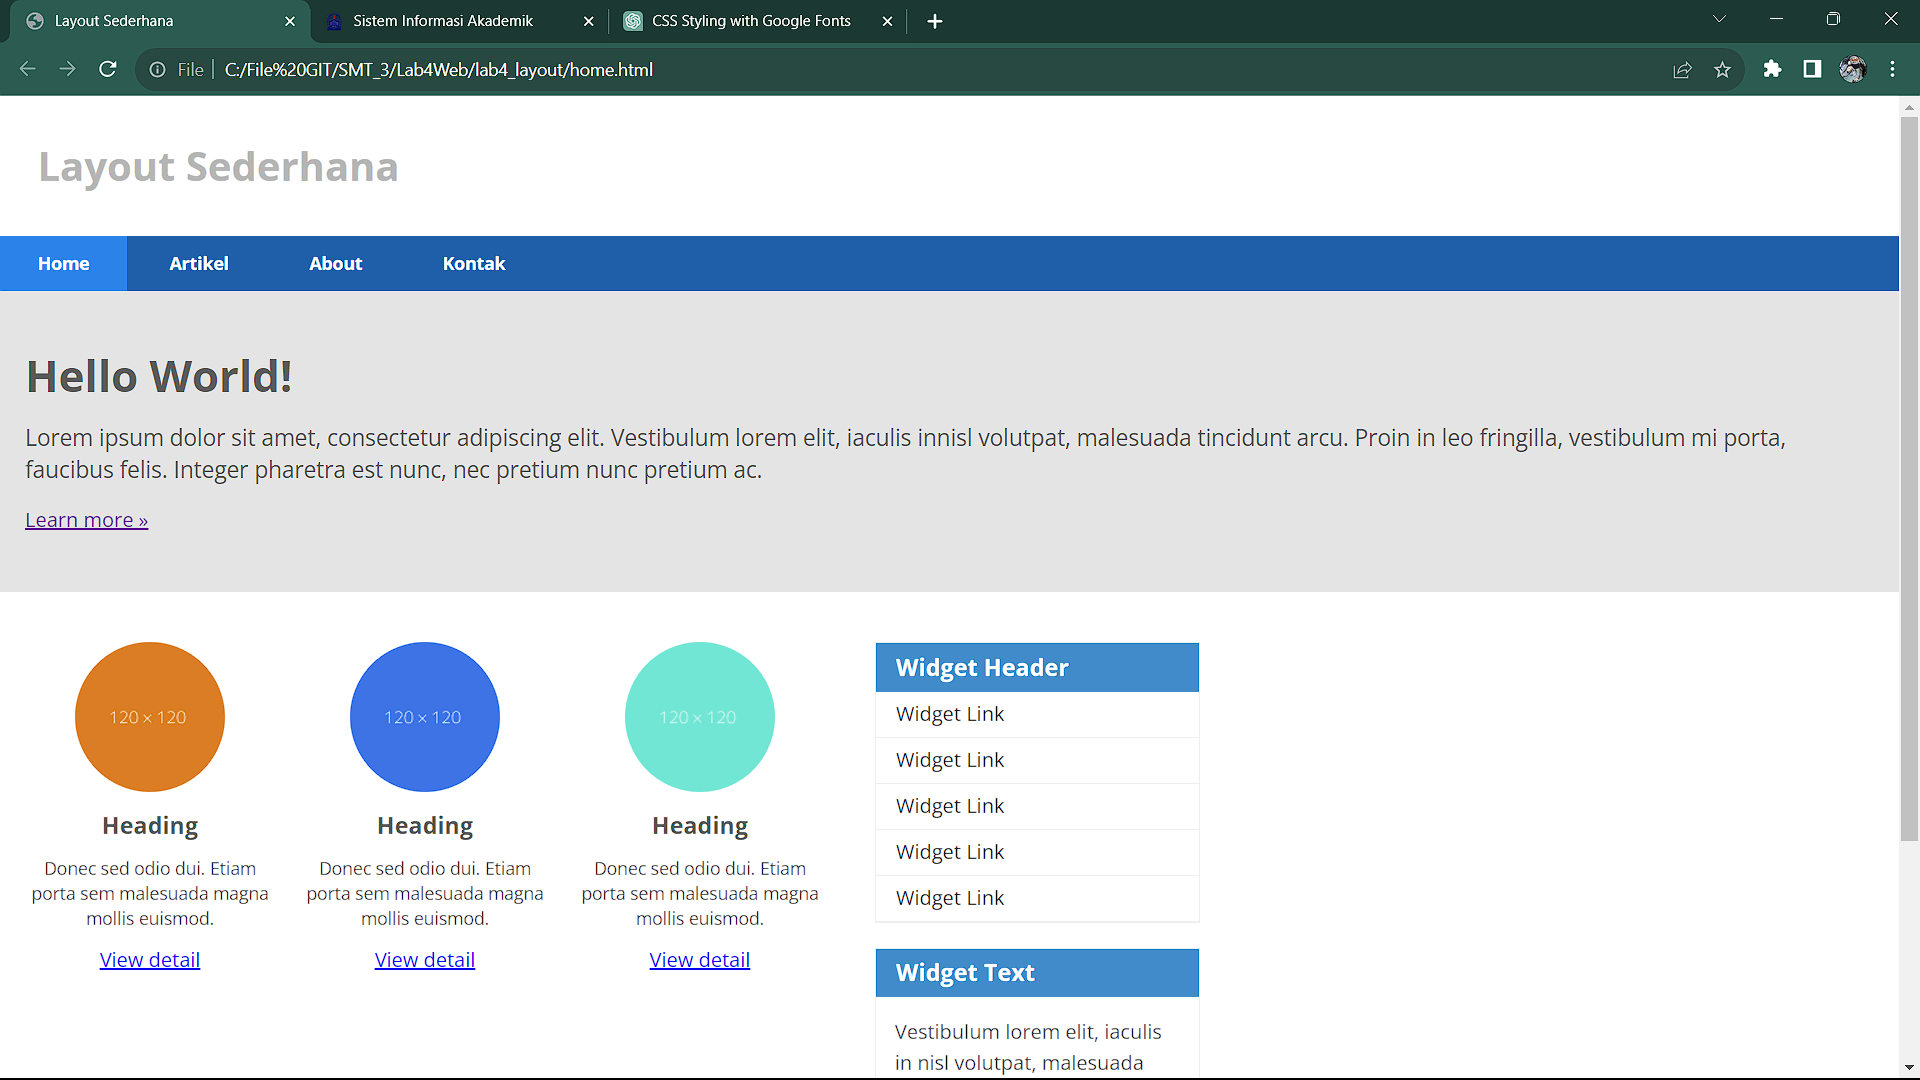 Layout Sederhana
Sistem Informasi Akademik
CSS Styling with Google Fonts
File
C:/File%20GIT/SMT_3/Lab4Web/lab4_layout/home.html
Layout Sederhana
Home Artikel About Kontak
Hello World!
Lorem ipsum dolor sit amet, consectetur adipiscing elit. Vestibulum lorem elit, iaculis innisl volutpat, malesuada tincidunt arcu. Proin in leo fringilla, vestibulum mi porta,
faucibus felis. Integer pharetra est nunc, nec pretium nunc pretium ac.
Learn more »
120 × 120
Heading
Donec sed odio dui. Etiam
porta sem malesuada magna
mollis euismod.
View detail
120 × 120
Heading
Donec sed odio dui. Etiam
porta sem malesuada magna
mollis euismod.
View detail
120 × 120
Heading
Donec sed odio dui. Etiam
porta sem malesuada magna
mollis euismod.
View detail
Widget Header
Widget Link
Widget Link
Widget Link
Widget Link
Widget Link
Widget Text
Vestibulum lorem elit, iaculis
in nisl volutpat, malesuada